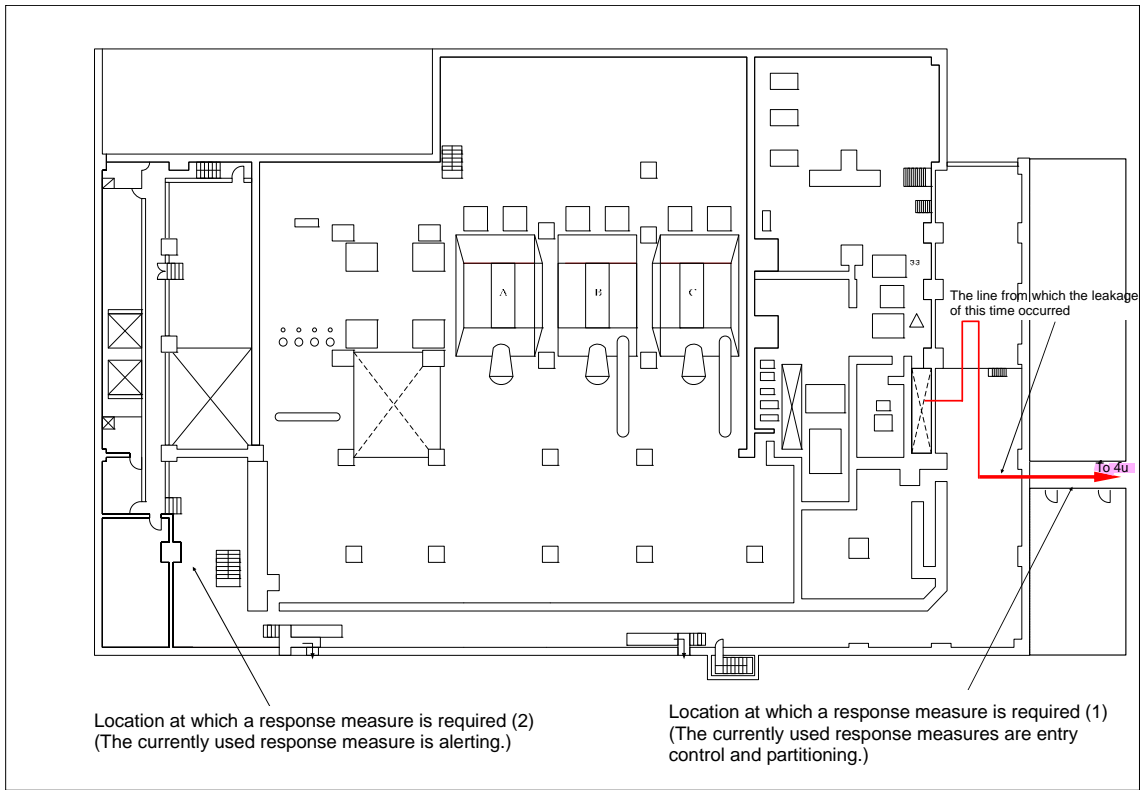 33
The line from which the leakage
of this time occurred
A
B
C
To 4u
Location at which a response measure is required (2)
(The currently used response measure is alerting.)
Location at which a response measure is required (1)
(The currently used response measures are entry
control and partitioning.)